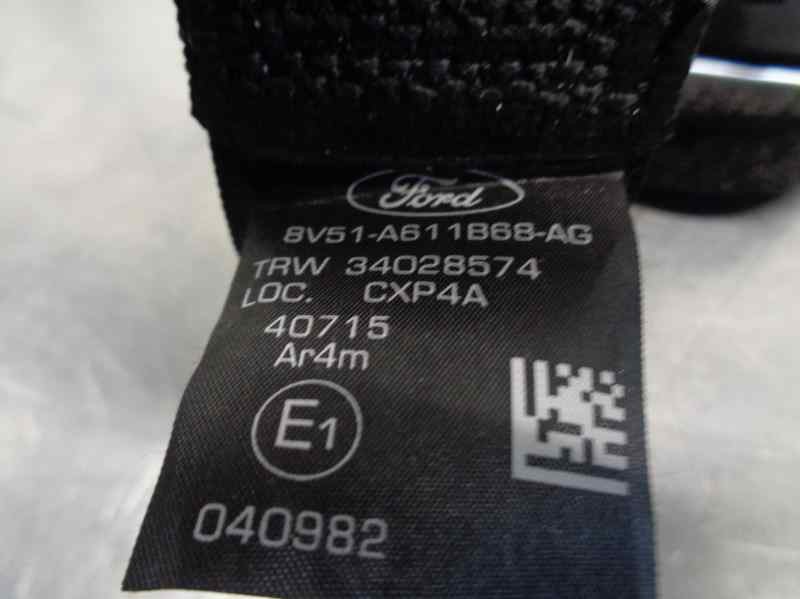 Ford
8V51-A611B68-AG
TRW 34028574
LOC. CXP4A
40715
Ar4m
E1
040982